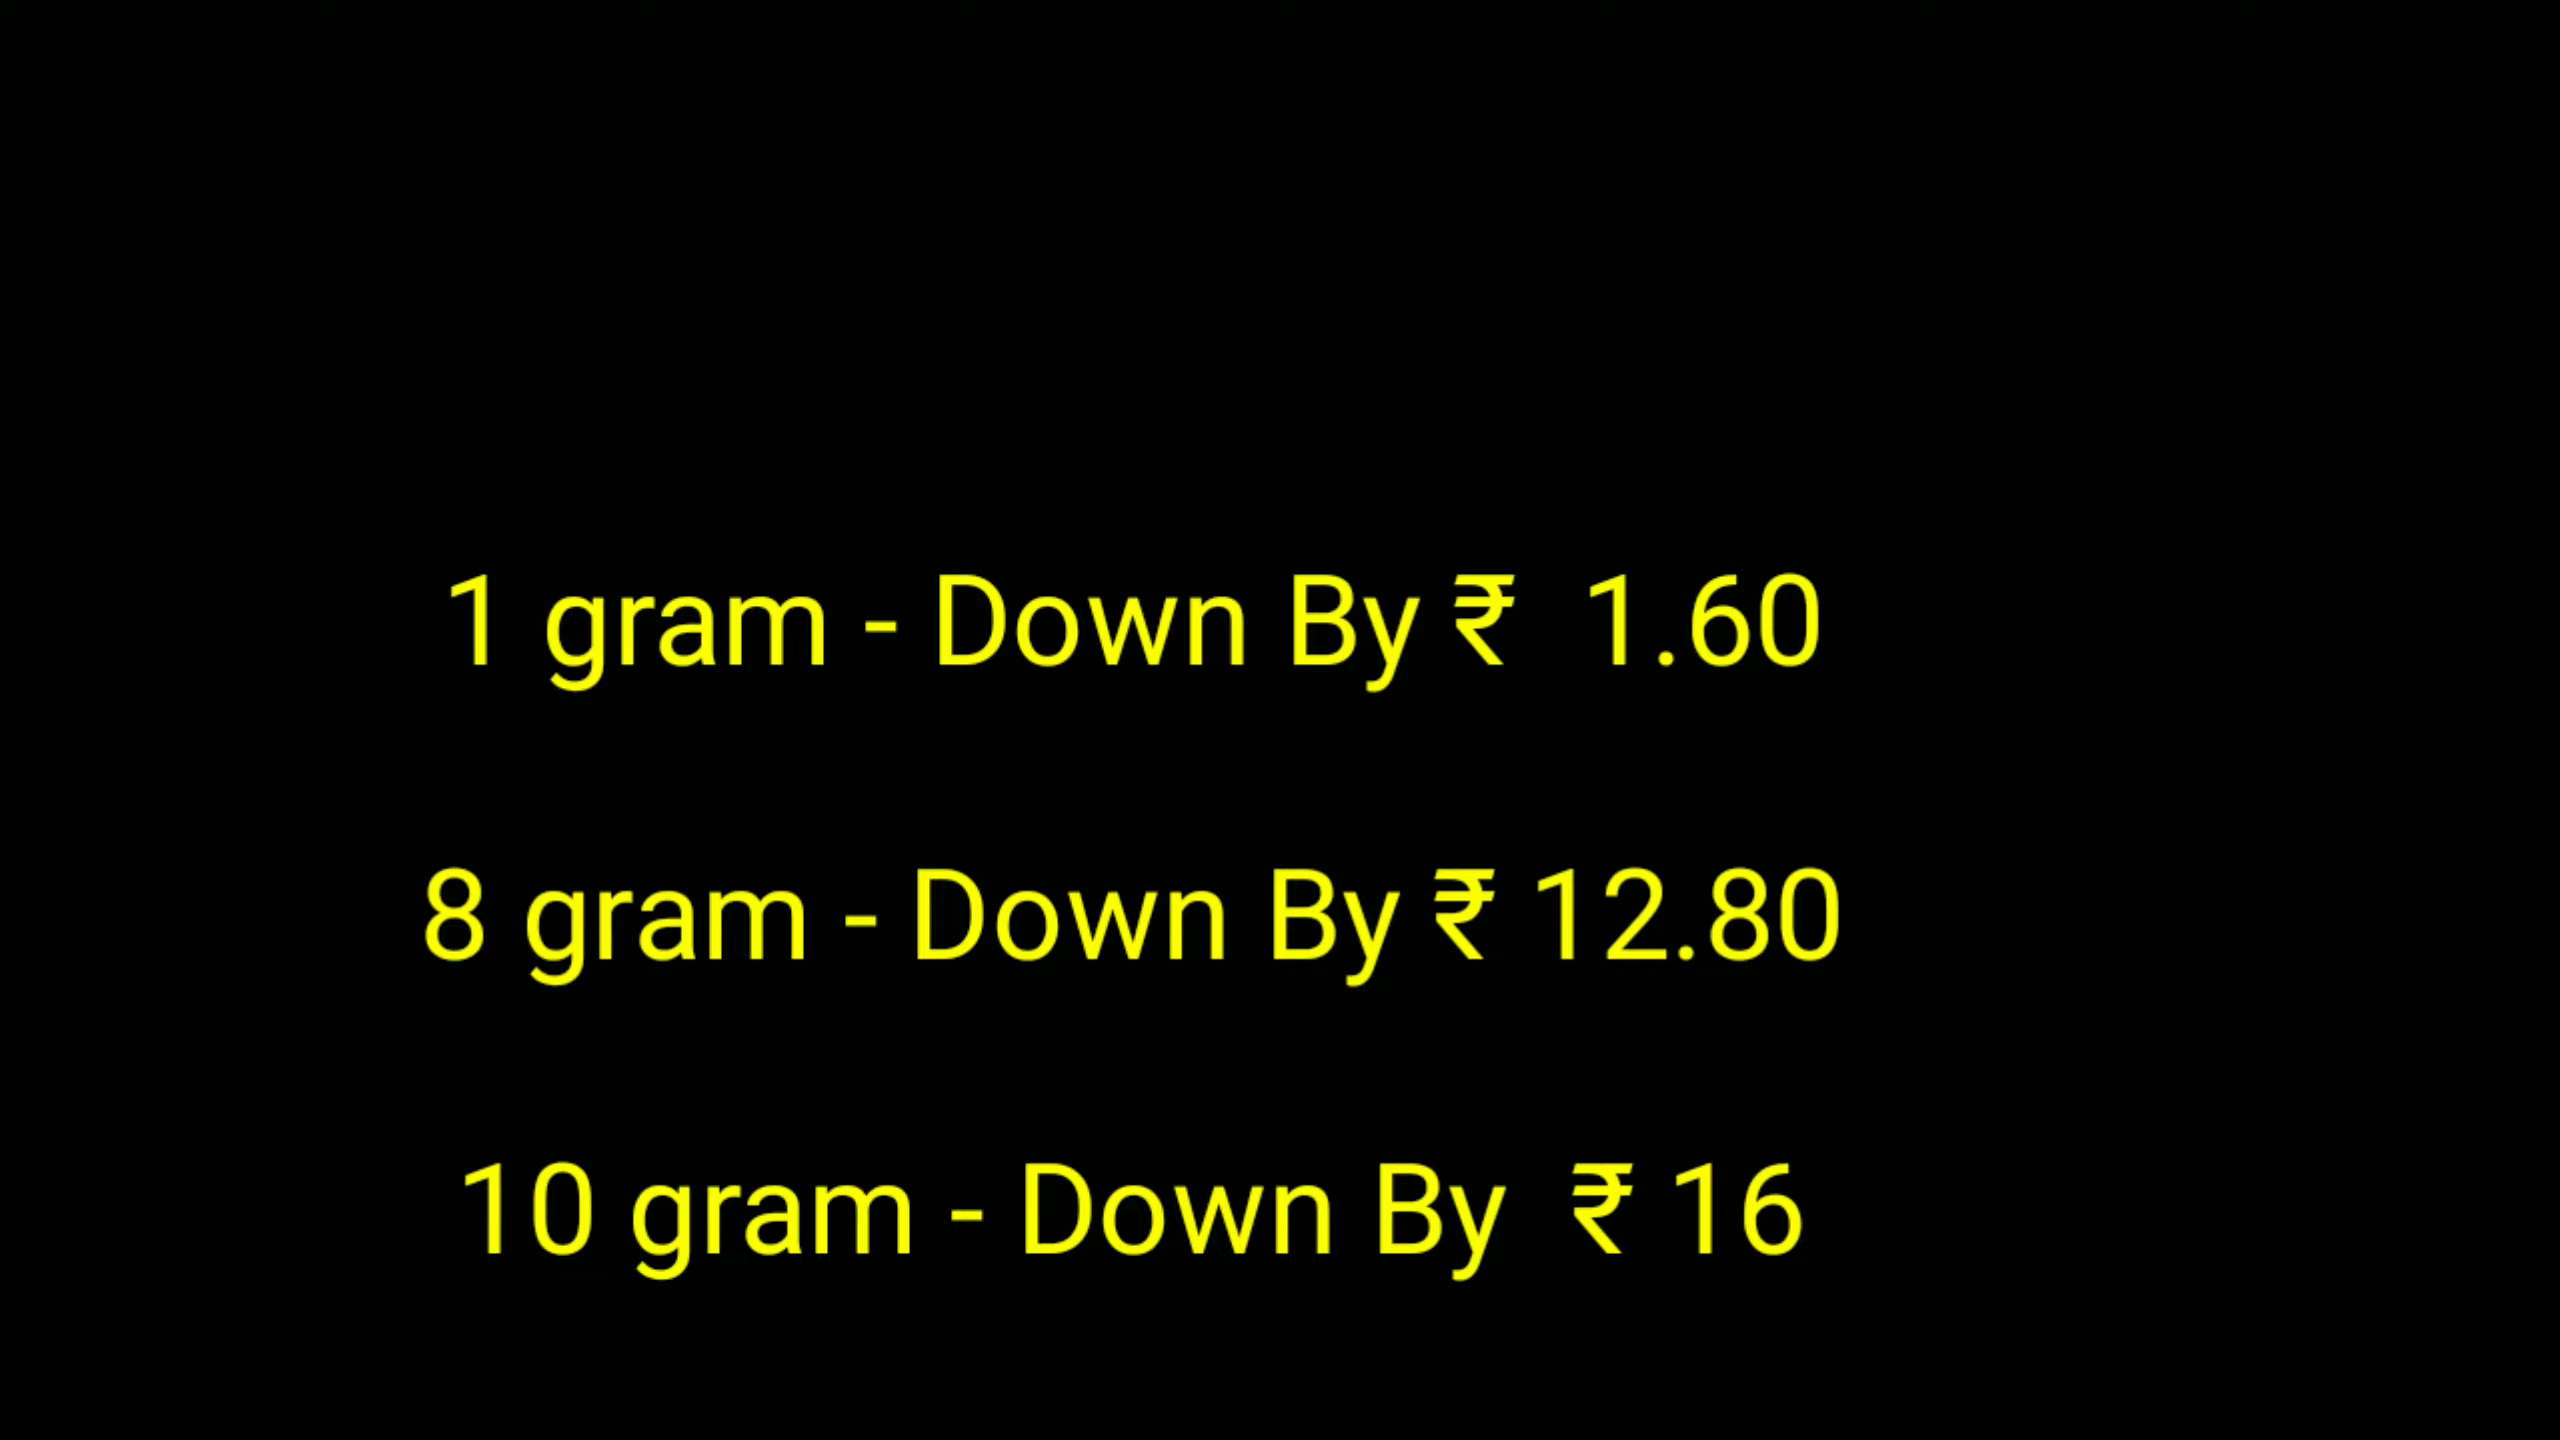 1 gram - Down By ₹  1.60
8 gram - Down By ₹ 12.80
10 gram - Down By  ₹ 16